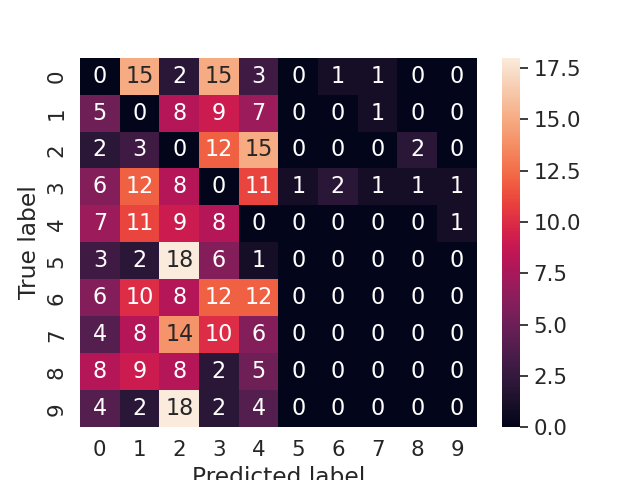 0 0 15 2 15 3 0 1 1 0 0 17.5
1 5 0 8 9 7 0 0 1 0 0 15.0
2 2 3 0 12 15 0 0 0 2 0 12.5
3 6 12 8 0 11 1 2 1 1 1 10.0
4 7 11 9 8 0 0 0 0 0 1
5 3 2 18 6 1 0 0 0 0 0 7.5
6 6 10 8 12 12 0 0 0 0 0 5.0
7 4 8 14 10 6 0 0 0 0 0
8 8 9 8 2 5 0 0 0 0 0 2.5
9 4 2 18 2 4 0 0 0 0 0 0.0
True label
0 1 2 3 4 5 6 7 8 9
Predicted label